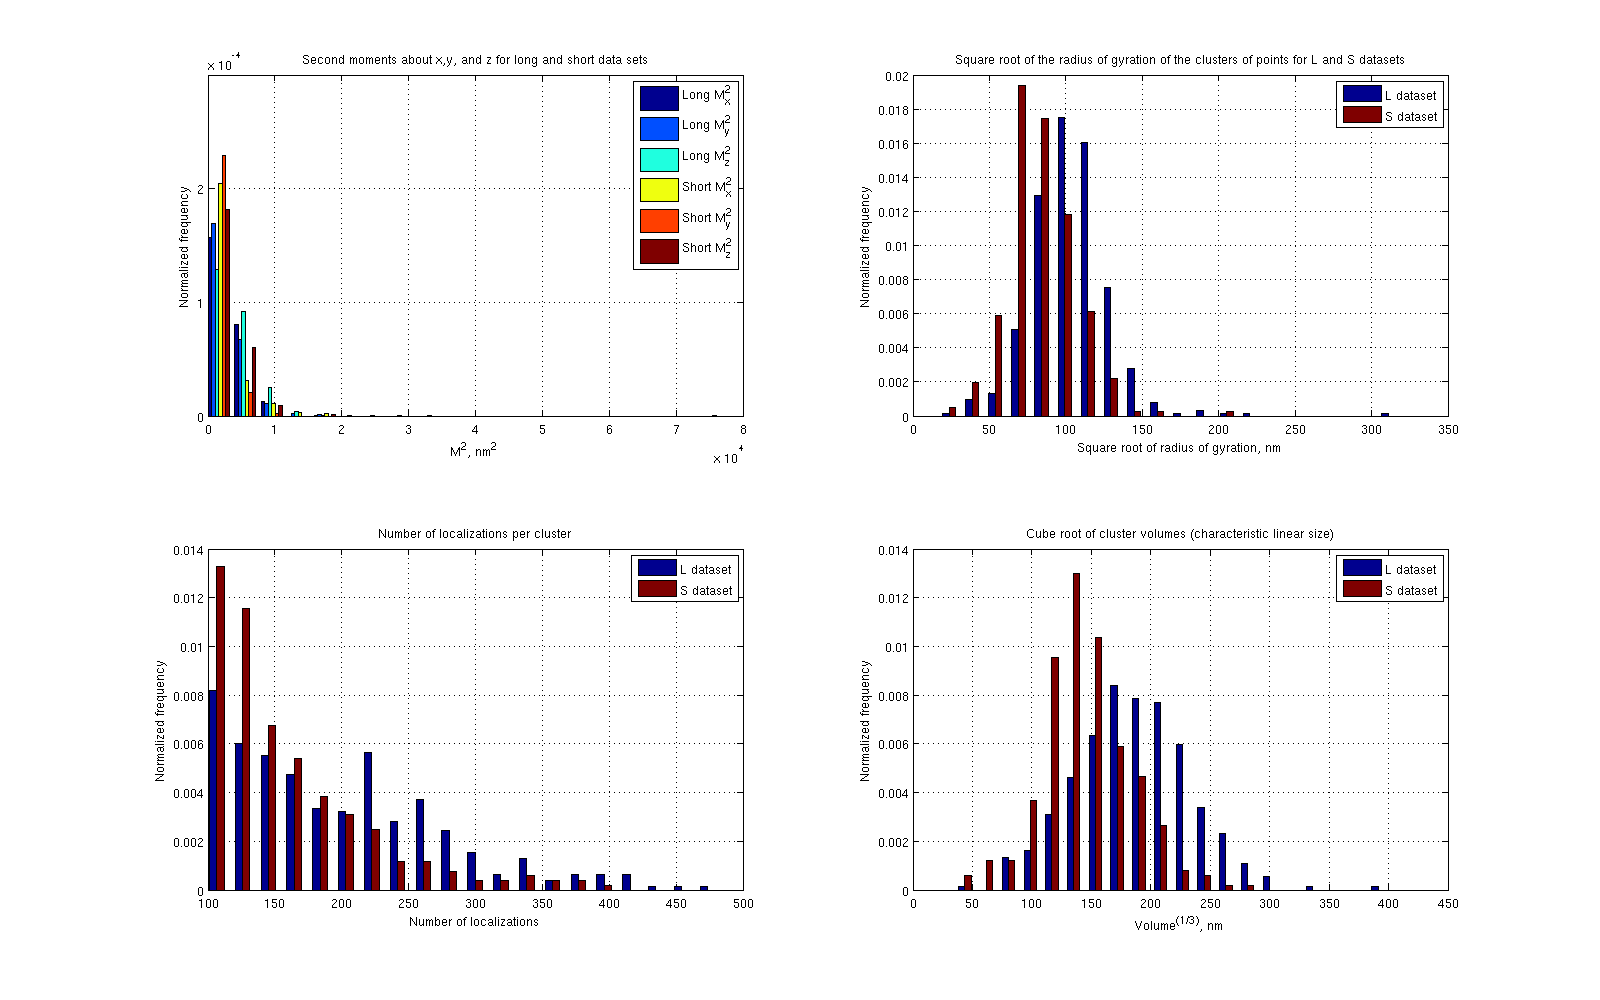 Second moments about x,y, and z for long and short data sets
x 10^-4
Normalized frequency
2
1
0
0 1 2 3 4 5 6 7 8
M^2, nm^2
x 10^4
Long M_x^2
Long M_y^2
Long M_z^2
Short M_x^2
Short M_y^2
Short M_z^2
Square root of the radius of gyration of the clusters of points for L and S datasets
Normalized frequency
0.02
0.018
0.016
0.014
0.012
0.01
0.008
0.006
0.004
0.002
0
0 50 100 150 200 250 300 350
Square root of radius of gyration, nm
L dataset
S dataset
Number of localizations per cluster
Normalized frequency
0.014
0.012
0.01
0.008
0.006
0.004
0.002
0
100 150 200 250 300 350 400 450 500
Number of localizations
L dataset
S dataset
Cube root of cluster volumes (characteristic linear size)
Normalized frequency
0.014
0.012
0.01
0.008
0.006
0.004
0.002
0
0 50 100 150 200 250 300 350 400 450
Volume^(1/3), nm
L dataset
S dataset